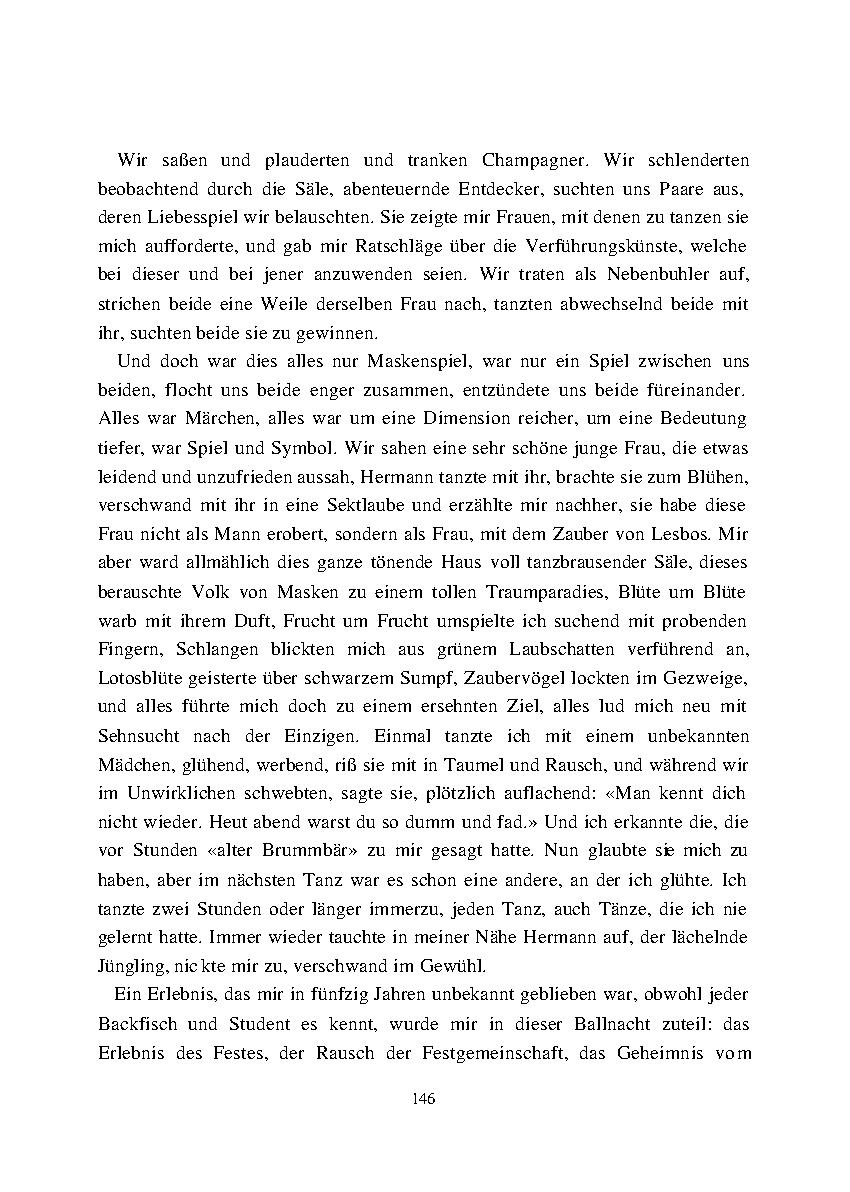 Wir saßen und plauderten und tranken Champagner. Wir schlenderten
beobachtend durch die Säle, abenteuernde Entdecker, suchten uns Paare aus,
deren Liebesspiel wir belauschten. Sie zeigte mir Frauen, mit denen zu tanzen sie
mich aufforderte, und gab mir Ratschläge über die Verführungskünste, welche
bei dieser und bei jener anzuwenden seien. Wir traten als Nebenbuhler auf,
strichen beide eine Weile derselben Frau nach, tanzten abwechselnd beide mit
ihr, suchten beide sie zu gewinnen.
Und doch war dies alles nur Maskenspiel, war nur ein Spiel zwischen uns
beiden, flocht uns beide enger zusammen, entzündete uns beide füreinander.
Alles war Märchen, alles war um eine Dimension reicher, um eine Bedeutung
tiefer, war Spiel und Symbol. Wir sahen eine sehr schöne junge Frau, die etwas
leidend und unzufrieden aussah, Hermann tanzte mit ihr, brachte sie zum Blühen,
verschwand mit ihr in eine Sektlaube und erzählte mir nachher, sie habe diese
Frau nicht als Mann erobert, sondern als Frau, mit dem Zauber von Lesbos. Mir
aber ward allmählich dies ganze tönende Haus voll tanzbrausender Säle, dieses
berauschte Volk von Masken zu einem tollen Traumparadies, Blüte um Blüte
warb mit ihrem Duft, Frucht um Frucht umspielte ich suchend mit probenden
Fingern, Schlangen blickten mich aus grünem Laubschatten verführend an,
Lotosblüte geisterte über schwarzem Sumpf, Zaubervögel lockten im Gezweige,
und alles führte mich doch zu einem ersehnten Ziel, alles lud mich neu mit
Sehnsucht nach der Einzigen. Einmal tanzte ich mit einem unbekannten
Mädchen, glühend, werbend, riß sie mit in Taumel und Rausch, und während wir
im Unwirklichen schwebten, sagte sie, plötzlich auflachend: «Man kennt dich
nicht wieder. Heut abend warst du so dumm und fad.» Und ich erkannte die, die
vor Stunden «alter Brummbär» zu mir gesagt hatte. Nun glaubte sie mich zu
haben, aber im nächsten Tanz war es schon eine andere, an der ich glühte. Ich
tanzte zwei Stunden oder länger immerzu, jeden Tanz, auch Tänze, die ich nie
gelernt hatte. Immer wieder tauchte in meiner Nähe Hermann auf, der lächelnde
Jüngling, nickte mir zu, verschwand im Gewühl.
Ein Erlebnis, das mir in fünfzig Jahren unbekannt geblieben war, obwohl jeder
Backfisch und Student es kennt, wurde mir in dieser Ballnacht zuteil: das
Erlebnis des Festes, der Rausch der Festgemeinschaft, das Geheimnis vom
146